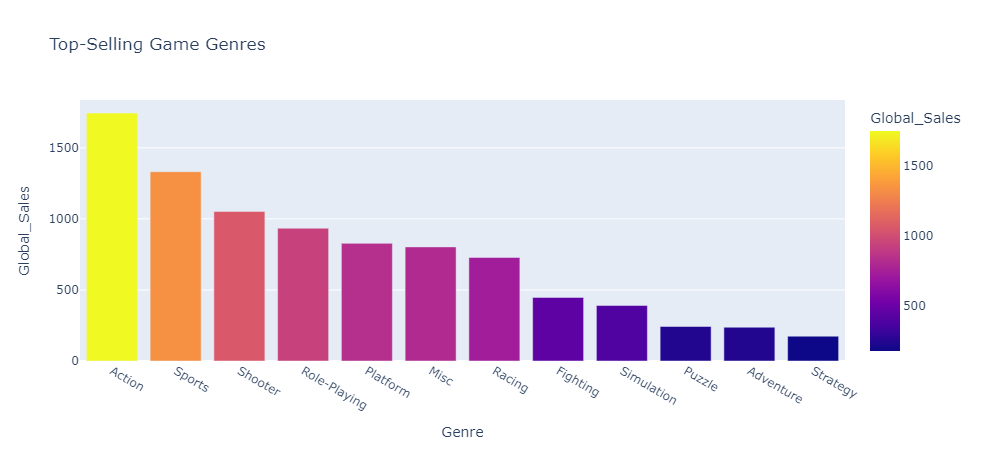 Top-Selling Game Genres
Global_Sales
1500
1000
500
0
Action
Sports
Shooter
Role-Playing
Platform
Misc
Racing
Fighting
Simulation
Puzzle
Adventure
Strategy
Genre
Global_Sales
1500
1000
500